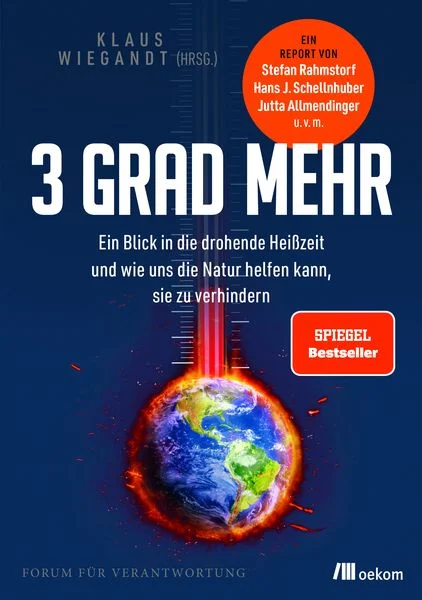 KLAUS
WIEGANDT (HRSG.)
EIN
REPORT VON
Stefan Rahmstorf
Hans J. Schellnhuber
Jutta Allmendinger
u. v. m.
3 GRAD MEHR
Ein Blick in die drohende Heißzeit
und wie uns die Natur helfen kann,
sie zu verhindern
SPIEGEL
Bestseller
FORUM FÜR VERANTWORTUNG
oekom